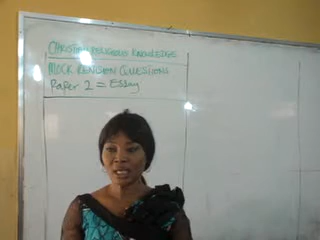 CHRISTIAN RELIGIOUS KNOWLEDGE
MOCK REVISION QUESTIONS
Paper 2 = Essay